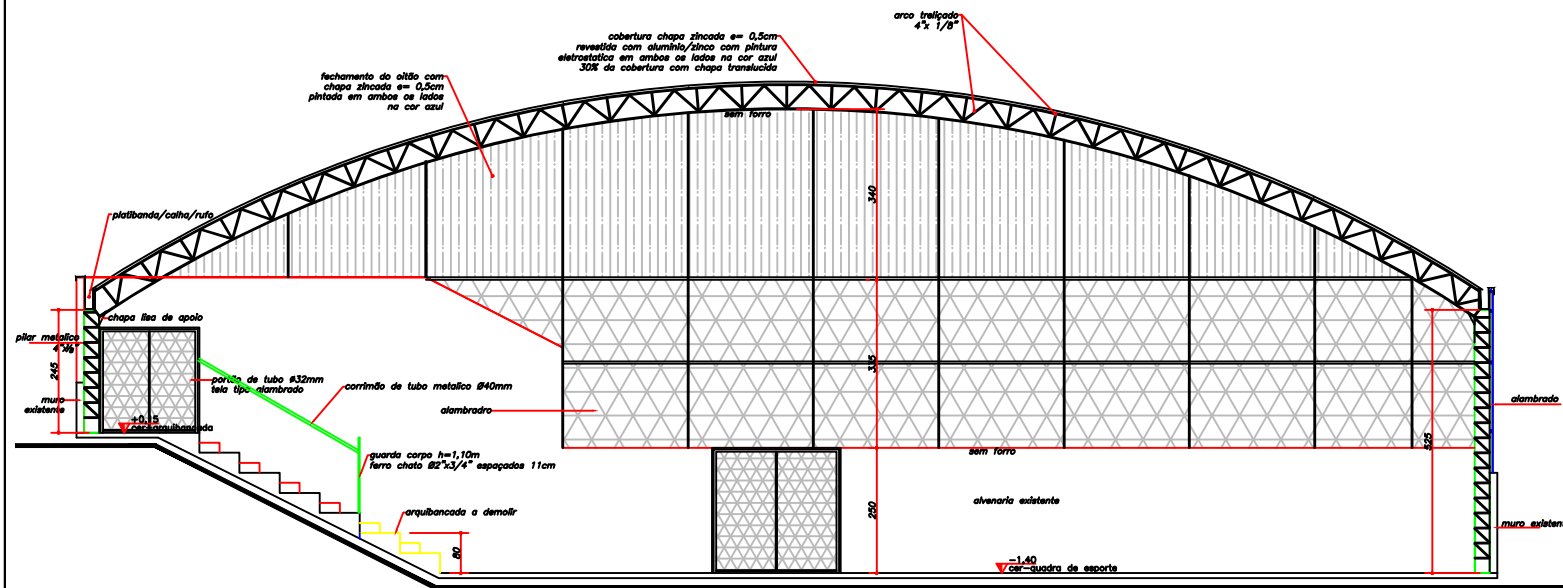 arco treliçado
4"x 1/8"
cobertura chapa zincada e= 0,5cm
revestida com aluminio/zinco com pintura
eletrostatica em ambos os lados na cor azul
30% da cobertura com chapa translucida
fechamento do oitão com
chapa zincada e= 0,5cm
pintada em ambos os lados
na cor azul
sem forro
340
platibanda/calha/rufo
chapa lisa de apoio
pilar metalico
245
335
525
portão de tubo Ø32mm
tela tipo alambrado
corrimão de tubo metalico Ø40mm
muro
existente
alambradro
alambrado
+0,15
cer-arquibancada
sem forro
guarda corpo h=1,10m
ferro chato Ø2"x3/4" espaçados 11cm
alvenaria existente
250
arquibancada a demolir
muro
80
-1,40
cer-quadra de esporte